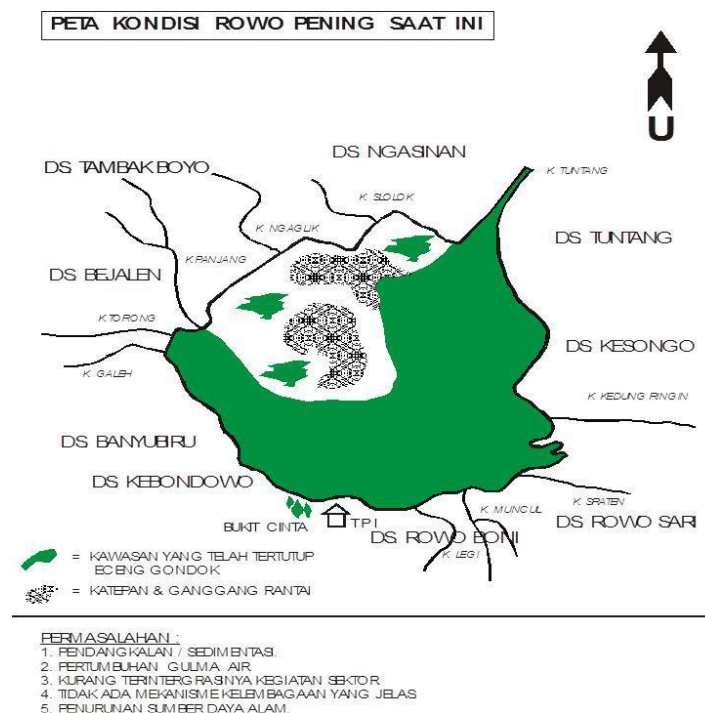 PETA KONDISI ROWO PENING SAAT INI
U
DS. NGASINAN
DS. TAMBAK BOYO
K. TUNTANG
K. SLOLOK
K. NGAGLIK
DS. TUNTANG
K.PANJANG
DS. BEJALEN
K.TORONG
DS. KESONGO
K. GALEH
K. KEDUNG RINGIN
DS. BANYUBIRU
DS. KEBONDOWO
K. SRATEN
K. MUNCUL
BUKIT CINTA
TPI
DS. ROWO BONI
DS. ROWO SARI
K. LEGI
= KAWASAN YANG TELAH TERTUTUP
ECENG GONDOK
= KATEPAN & GANGGANG RANTAI
PERMASALAHAN :
1. PENDANGKALAN / SEDIMENTASI.
2. PERTUMBUHAN GULMA AIR
3. KURANG TERINTERGRASINYA KEGIATAN SEKTOR
4. TIDAK ADA MEKANISME KELEMBAGAAN YANG JELAS
5. PENURUNAN SUMBER DAYA ALAM.